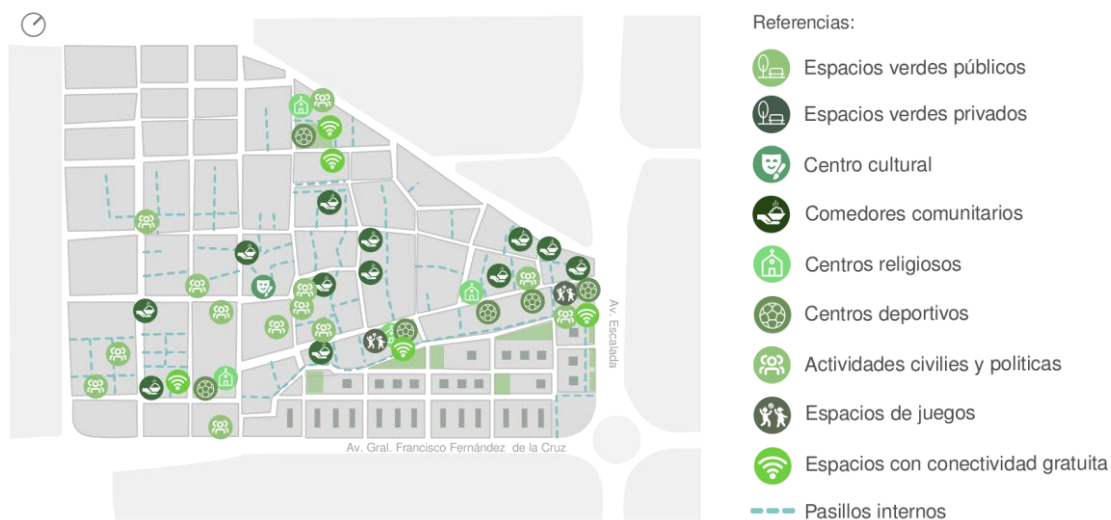 Referencias:
Espacios verdes públicos
Espacios verdes privados
Centro cultural
Comedores comunitarios
Centros religiosos
Centros deportivos
Actividades civilies y politicas
Espacios de juegos
Espacios con conectividad gratuita
Pasillos internos
Av. Escalada
Av. Gral. Francisco Fernández de la Cruz